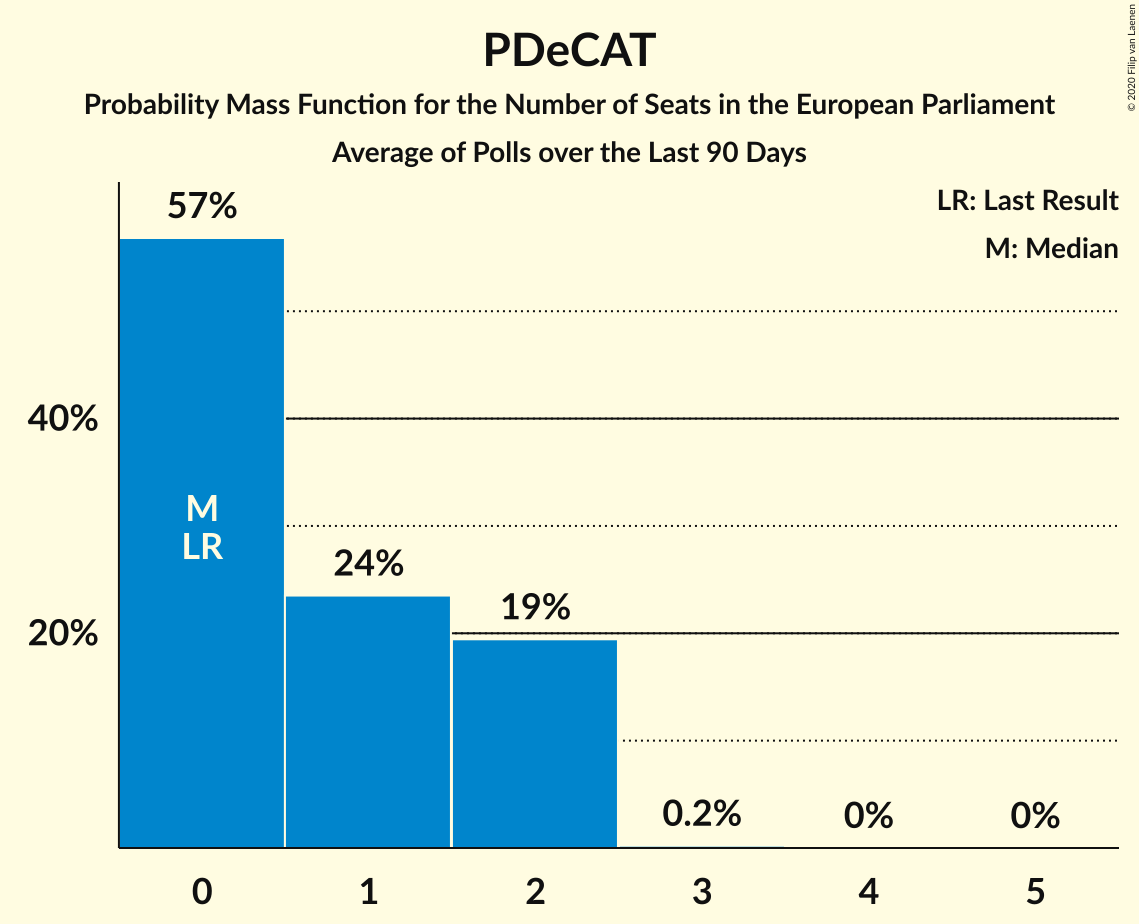 PDeCAT
Probability Mass Function for the Number of Seats in the European Parliament
Average of Polls over the Last 90 Days
© 2020 Filip van Laenen
LR: Last Result
M: Median
57%
40%
M
LR
24%
19%
20%
0.2%
0%
0%
0
1
2
3
4
5